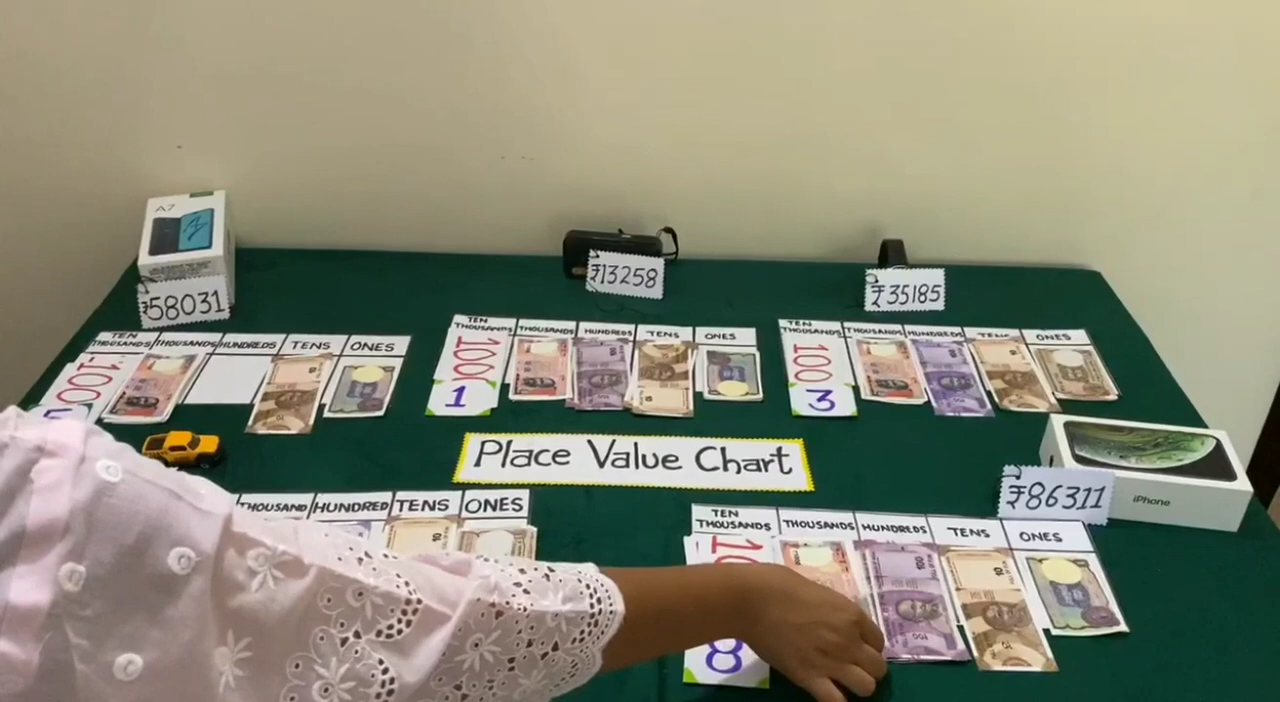 A7
₹58031
₹13258
₹35185
TEN THOUSANDS THOUSANDS HUNDREDS TENS ONES
TEN THOUSANDS THOUSANDS HUNDREDS TENS ONES
TEN THOUSANDS THOUSANDS HUNDREDS TENS ONES
1
3
Place Value Chart
₹86311
iPhone
THOUSAND HUNDRED TENS ONES
TEN THOUSANDS THOUSANDS HUNDREDS TENS ONES
10
100
10
8